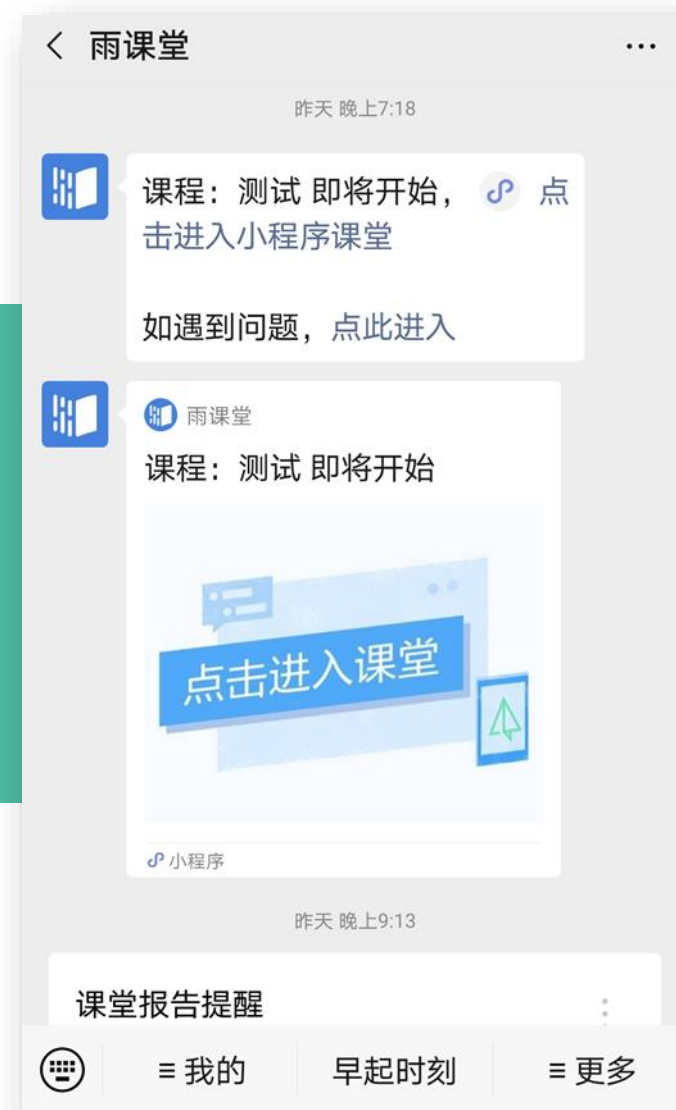 雨课堂
昨天 晚上7:18
课程：测试 即将开始， 点
击进入小程序课堂
如遇到问题，点此进入
雨课堂
课程：测试 即将开始
点击进入课堂
小程序
昨天 晚上9:13
课堂报告提醒
我的
早起时刻
更多